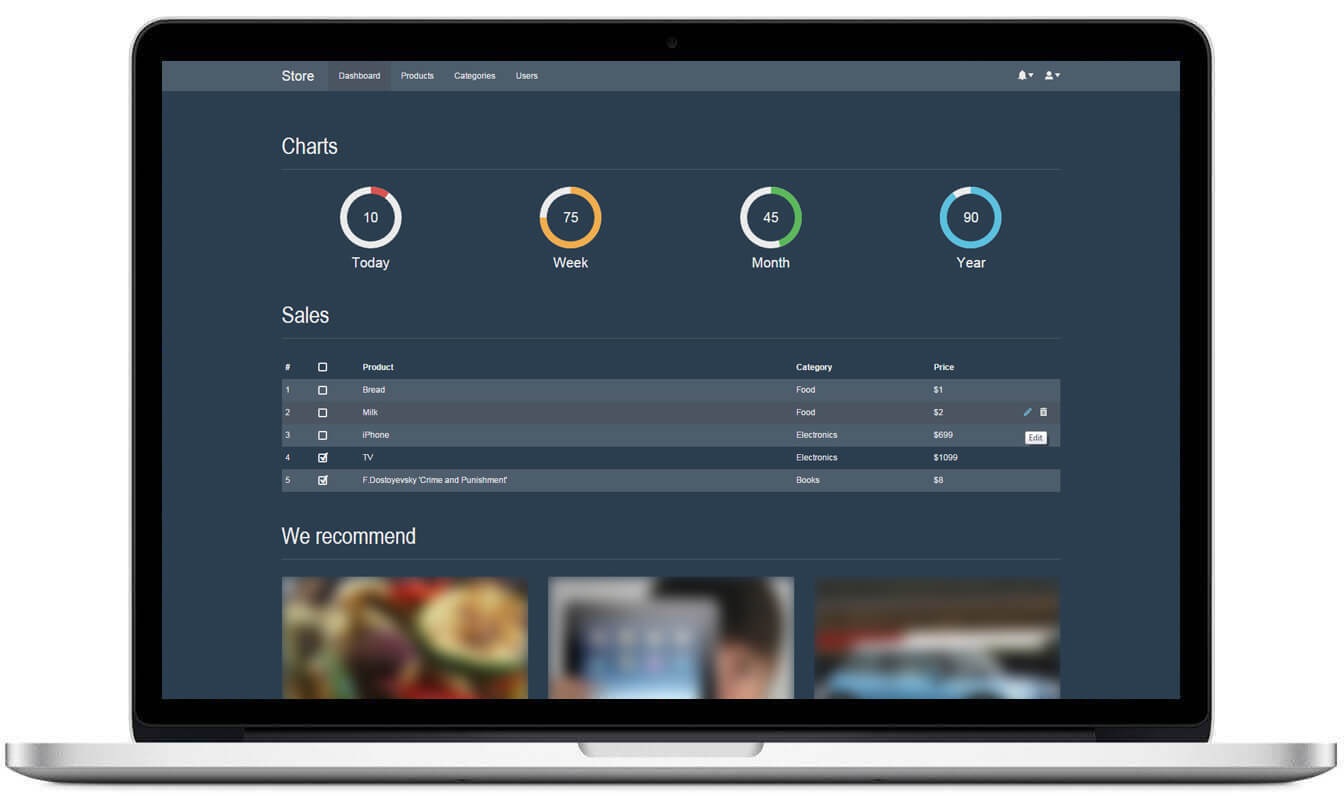 Store Dashboard Products Categories Users
Charts
10 75 45 90
Today Week Month Year
Sales
# Product Category Price
1 Bread Food $1
2 Milk Food $2
3 iPhone Electronics $699
Edit
4 TV Electronics $1099
5 F.Dostoyevsky 'Crime and Punishment' Books $8
We recommend